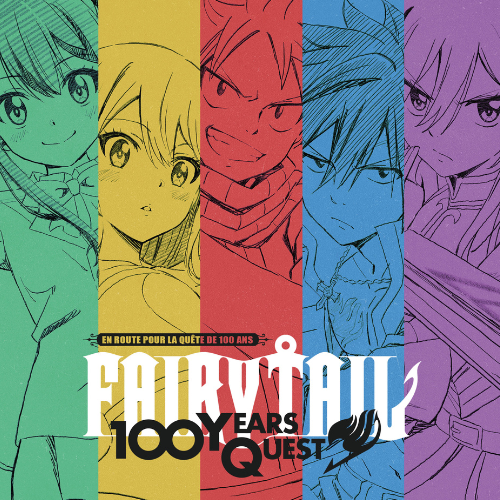 EN ROUTE POUR LA QUÊTE DE 100 ANS
FAIRY TAIL
100 YEARS
QUEST